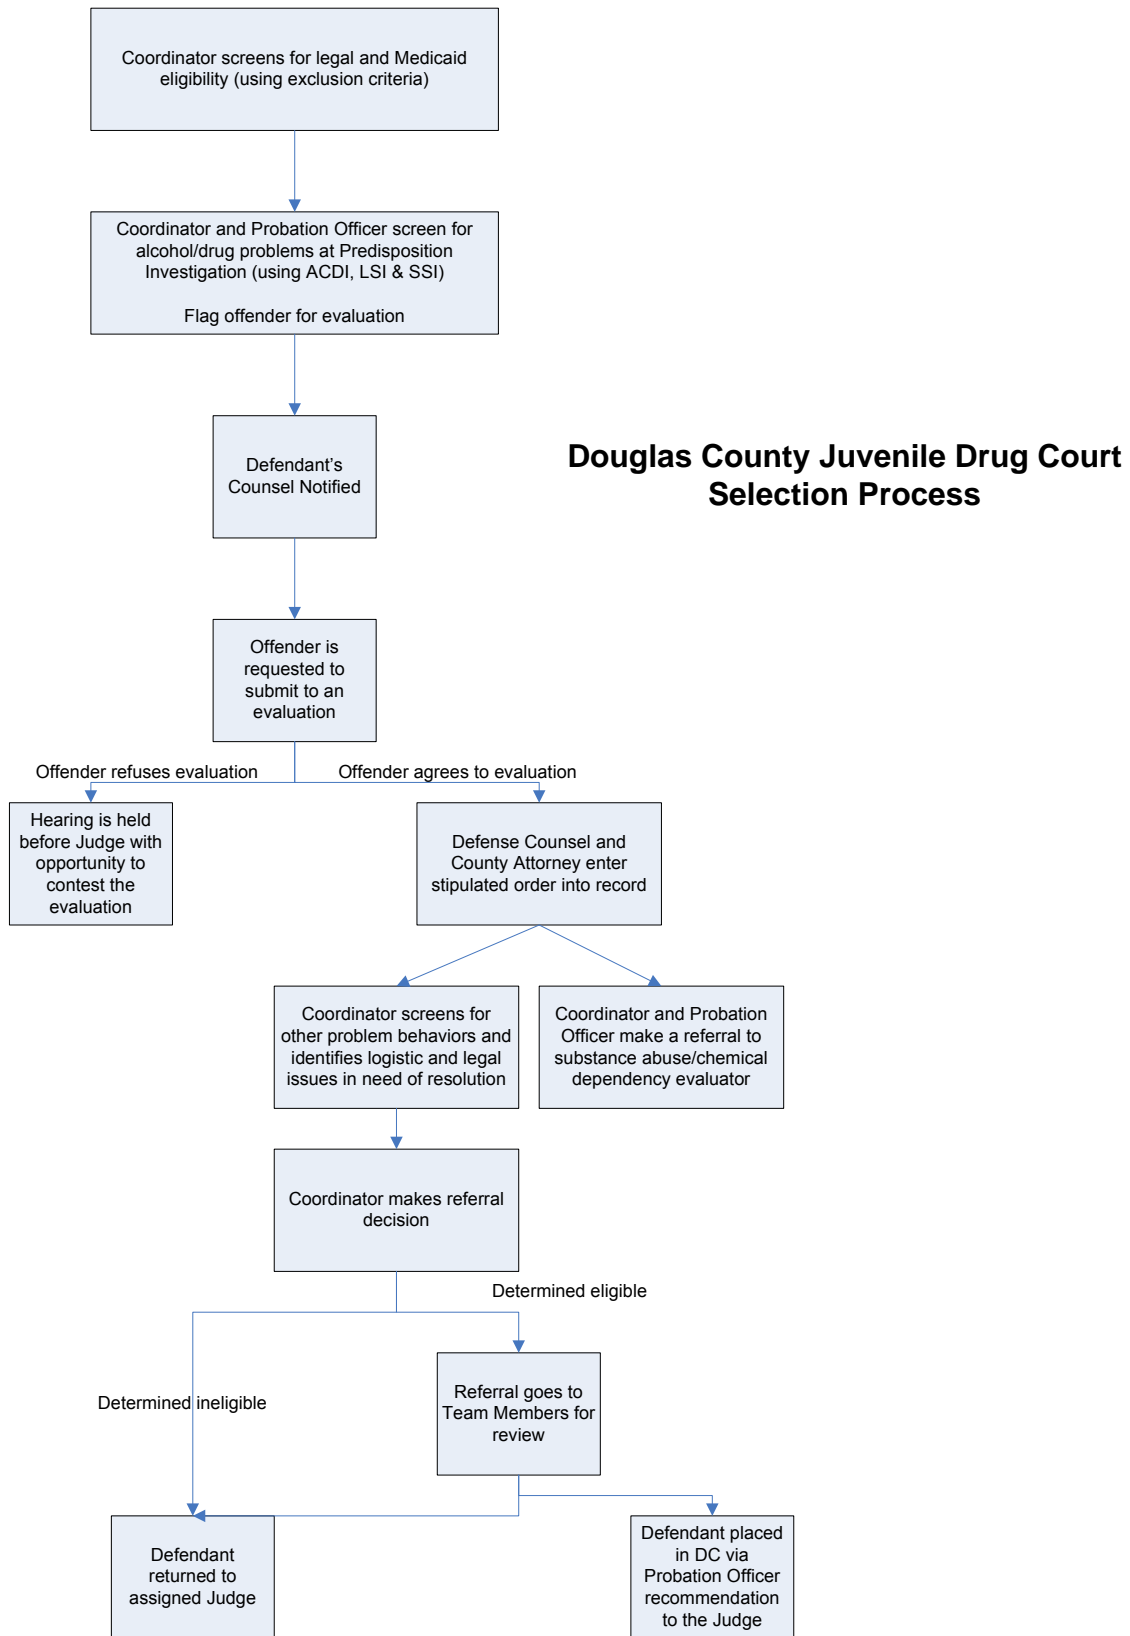 Coordinator screens for legal and Medicaid
eligibility (using exclusion criteria)
Coordinator and Probation Officer screen for
alcohol/drug problems at Predisposition
Investigation (using ACDI, LSI & SSI)
Flag offender for evaluation
Defendant's
Counsel Notified
Douglas County Juvenile Drug Court
Selection Process
Offender is
requested to
submit to an
evaluation
Offender refuses evaluation
Offender agrees to evaluation
Hearing is held
before Judge with
opportunity to
contest the
evaluation
Defense Counsel and
County Attorney enter
stipulated order into record
Coordinator screens for
other problem behaviors and
identifies logistic and legal
issues in need of resolution
Coordinator and Probation
Officer make a referral to
substance abuse/chemical
dependency evaluator
Coordinator makes referral
decision
Determined eligible
Determined ineligible
Referral goes to
Team Members for
review
Defendant
returned to
assigned Judge
Defendant placed
in DC via
Probation Officer
recommendation
to the Judge